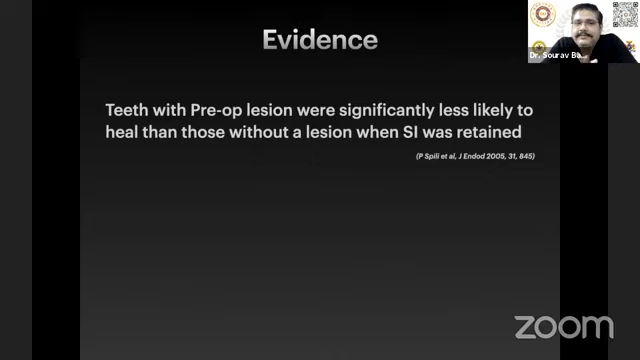 Evidence
Teeth with Pre-op lesion were significantly less likely to
heal than those without a lesion when SI was retained
(P Spili et al, J Endod 2005, 31, 845)
Dr. Sourav
zoom